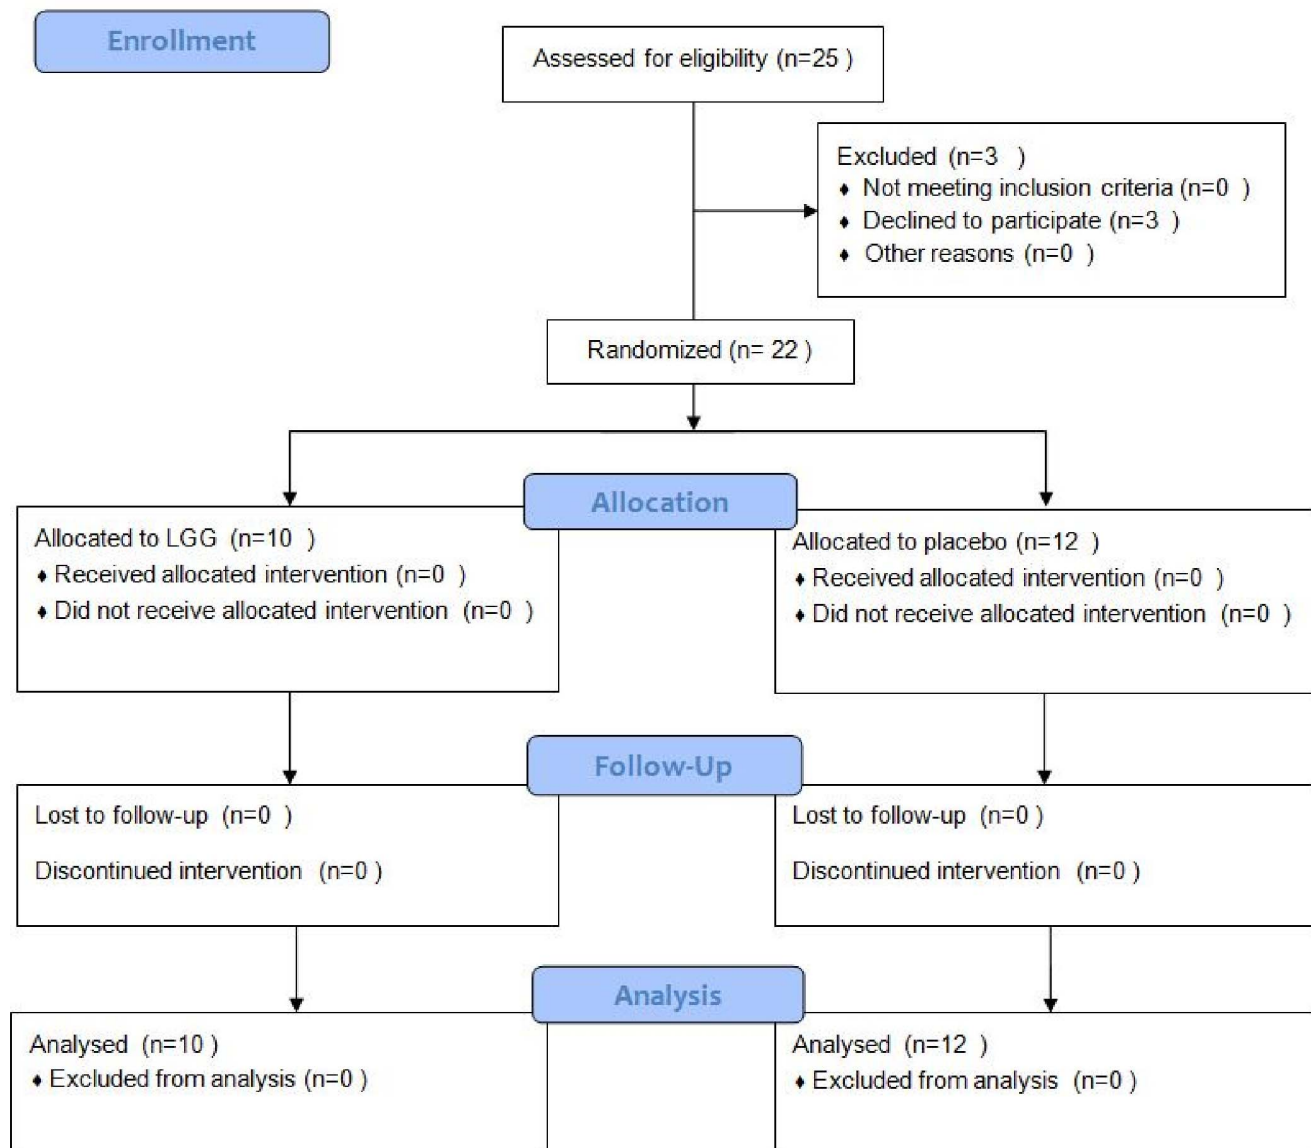 Enrollment
Assessed for eligibility (n=25 )
Excluded (n=3 )
♦ Not meeting inclusion criteria (n=0 )
♦ Declined to participate (n=3 )
♦ Other reasons (n=0 )
Randomized (n= 22 )
Allocation
Allocated to LGG (n=10 )
♦ Received allocated intervention (n=0 )
♦ Did not receive allocated intervention (n=0 )
Allocated to placebo (n=12 )
♦ Received allocated intervention (n=0 )
♦ Did not receive allocated intervention (n=0 )
Follow-Up
Lost to follow-up (n=0 )
Discontinued intervention (n=0 )
Lost to follow-up (n=0 )
Discontinued intervention (n=0 )
Analysis
Analysed (n=10 )
♦ Excluded from analysis (n=0 )
Analysed (n=12 )
♦ Excluded from analysis (n=0 )